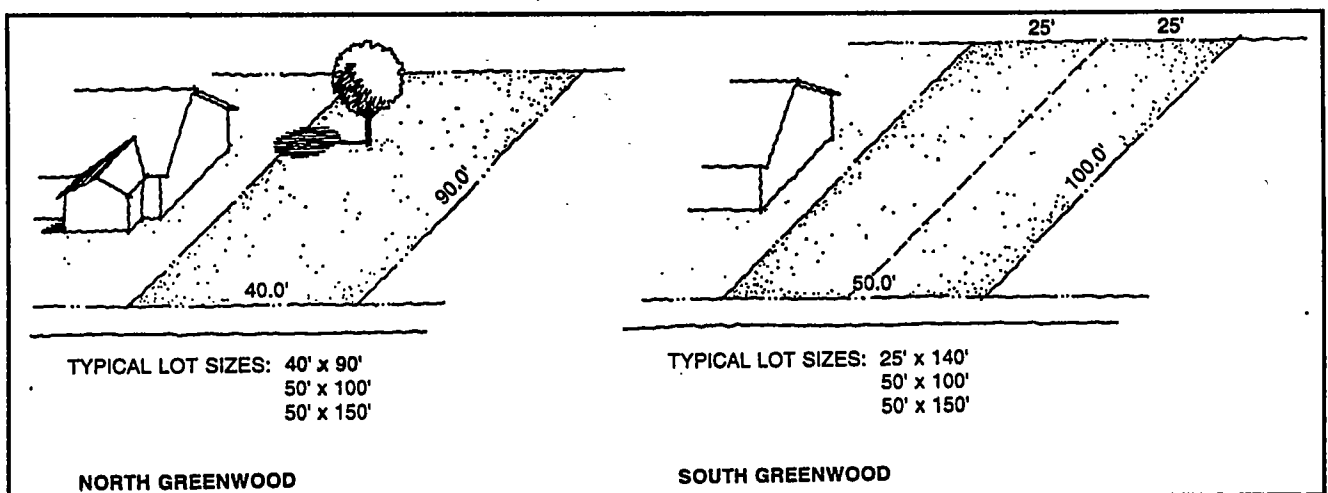 90.0'
40.0'
TYPICAL LOT SIZES: 40' x 90'
50' x 100'
50' x 150'
NORTH GREENWOOD
25' 25'
100.0'
50.0'
TYPICAL LOT SIZES: 25' x 140'
50' x 100'
50' x 150'
SOUTH GREENWOOD